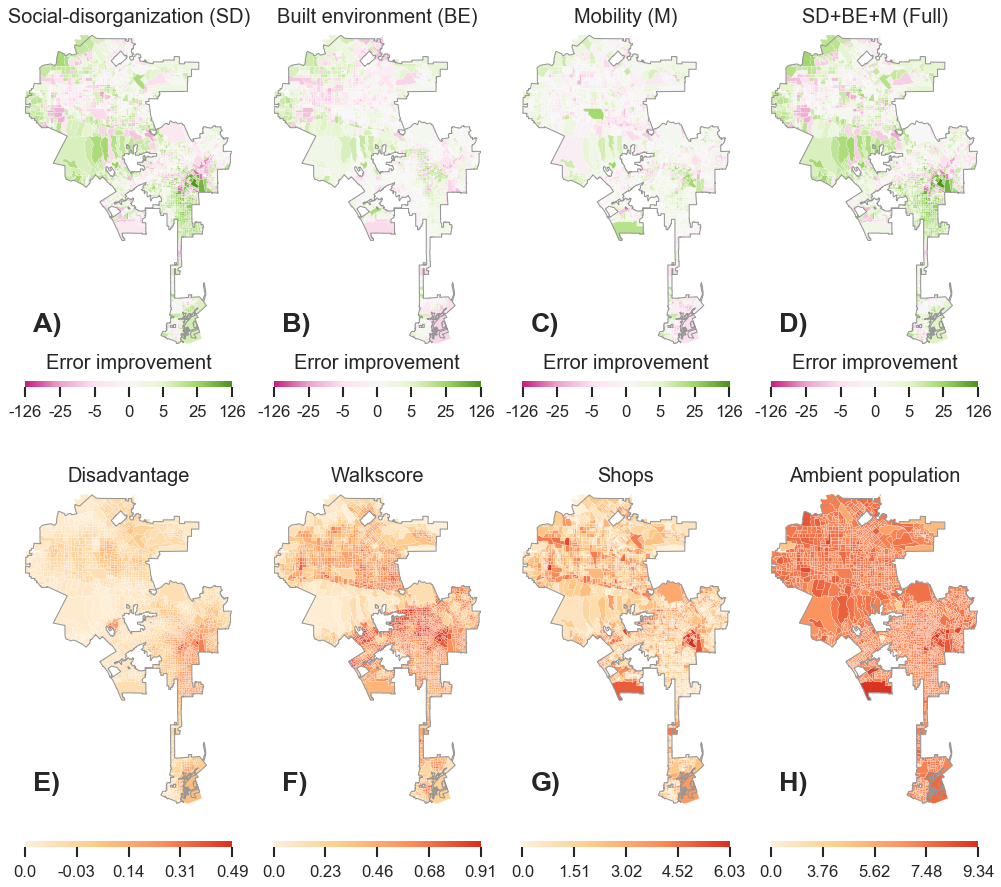 Social-disorganization (SD) Built environment (BE) Mobility (M) SD+BE+M (Full)
A) B) C) D)
Error improvement Error improvement Error improvement Error improvement
-126 -25 -5 0 5 25 126 -126 -25 -5 0 5 25 126 -126 -25 -5 0 5 25 126 -126 -25 -5 0 5 25 126
Disadvantage Walkscore Shops Ambient population
E) F) G) H)
0.0 -0.03 0.14 0.31 0.49 0.0 0.23 0.46 0.68 0.91 0.0 1.51 3.02 4.52 6.03 0.0 3.76 5.62 7.48 9.34